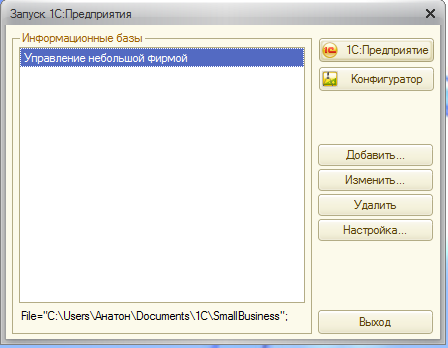 Запуск 1С:Предприятия
Информационные базы
Управление небольшой фирмой
1С:Предприятие
Конфигуратор
Добавить...
Изменить...
Удалить
Настройка...
File="C:\Users\Анатон\Documents\1C\SmallBusiness";
Выход